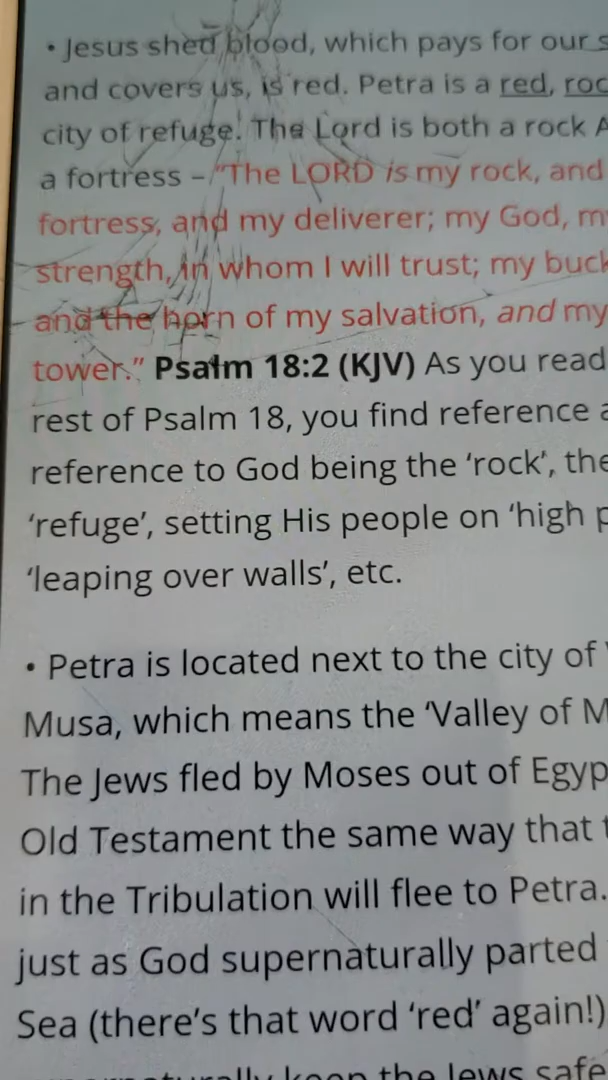 • Jesus shed blood, which pays for our s
and covers us, is red. Petra is a red, roc
city of refuge. The Lord is both a rock A
a fortress – "The LORD is my rock, and
fortress, and my deliverer; my God, m
strength, in whom I will trust; my buck
and the horn of my salvation, and my
tower." Psalm 18:2 (KJV) As you read
rest of Psalm 18, you find reference a
reference to God being the 'rock', the
'refuge', setting His people on 'high p
'leaping over walls', etc.
• Petra is located next to the city of
Musa, which means the 'Valley of M
The Jews fled by Moses out of Egyp
Old Testament the same way that t
in the Tribulation will flee to Petra.
just as God supernaturally parted
Sea (there's that word 'red' again!)
keep the Jews safe